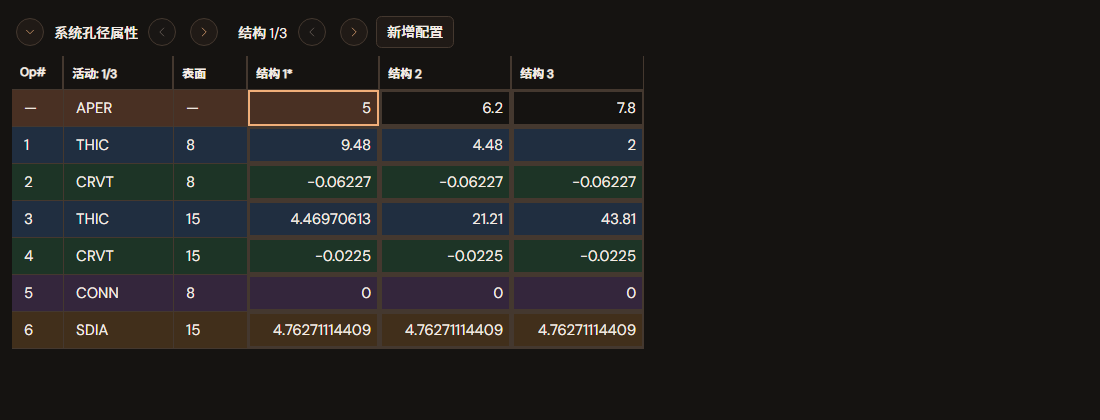 系统孔径属性 结构 1/3 新增配置
Op# 活动: 1/3 表面 结构 1* 结构 2 结构 3
— APER — 5 6.2 7.8
1 THIC 8 9.48 4.48 2
2 CRVT 8 -0.06227 -0.06227 -0.06227
3 THIC 15 4.46970613 21.21 43.81
4 CRVT 15 -0.0225 -0.0225 -0.0225
5 CONN 8 0 0 0
6 SDIA 15 4.76271114409 4.76271114409 4.76271114409